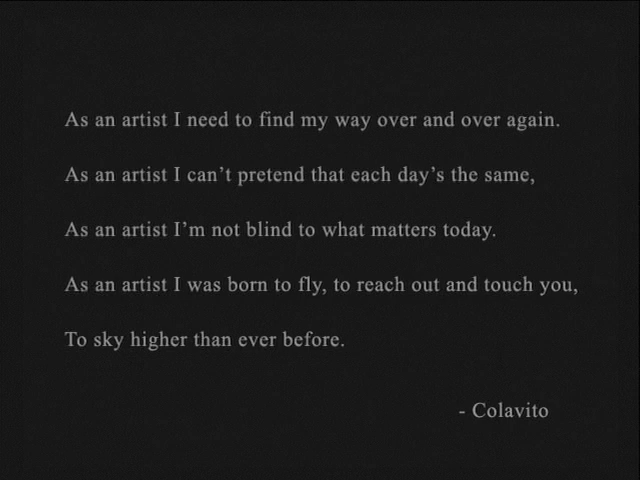 As an artist I need to find my way over and over again.
As an artist I can’t pretend that each day’s the same,
As an artist I’m not blind to what matters today.
As an artist I was born to fly, to reach out and touch you,
To sky higher than ever before.
- Colavito